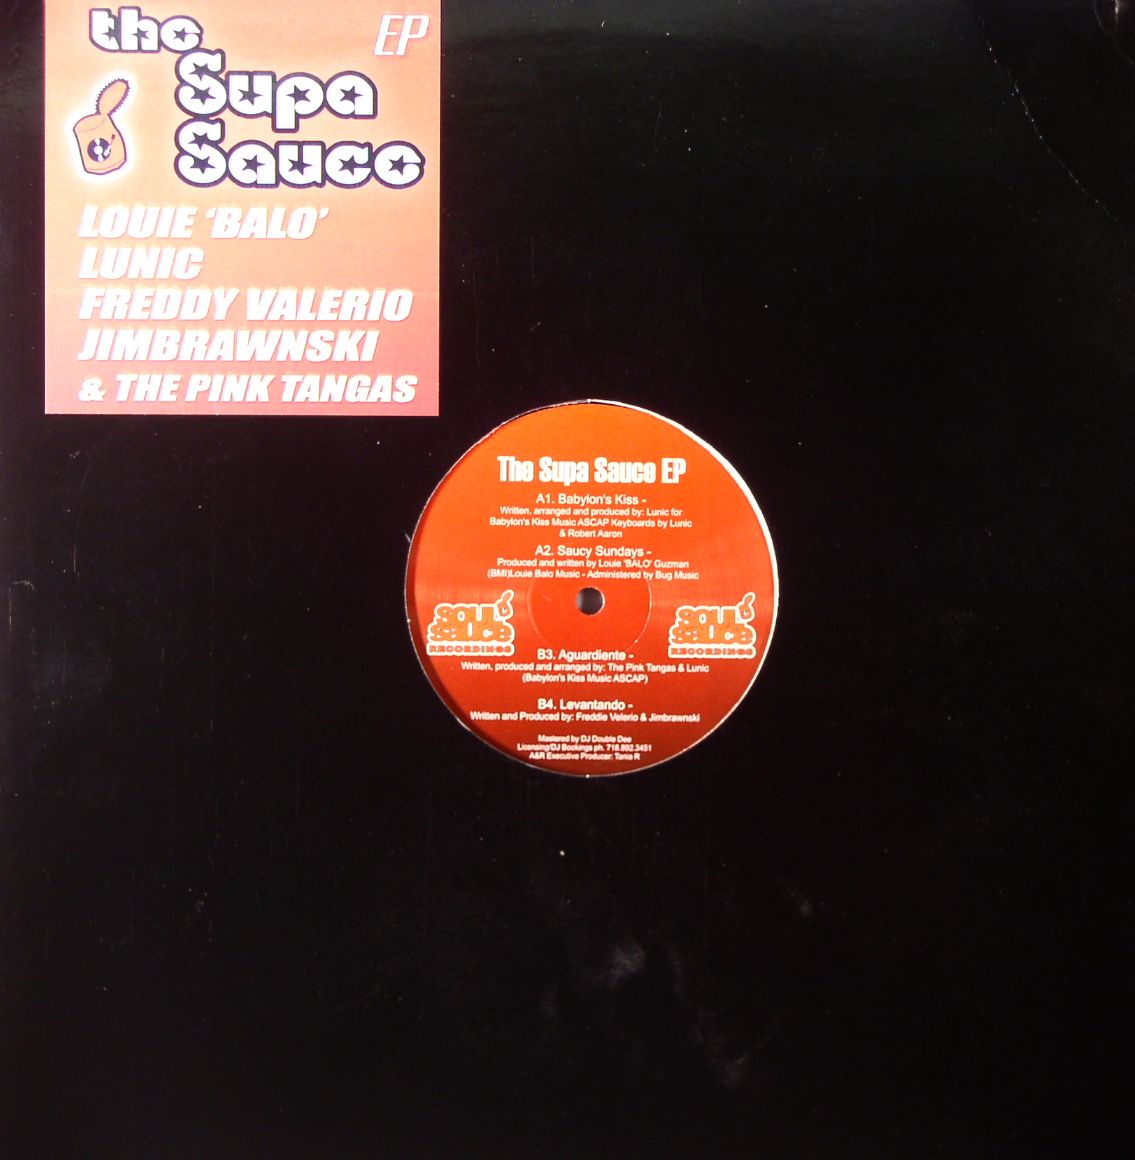 the
EP
Supa
Sauce
LOUIE 'BALO'
LUNIC
FREDDY VALERIO
JIMBRAWNSKI
& THE PINK TANGAS
The Supa Sauce EP
A1. Babylon's Kiss -
Written, arranged and produced by: Lunic for
Babylon's Kiss Music ASCAP Keyboards by Lunic
& Robert Aaron
A2. Saucy Sundays -
Produced and written by Louie 'BALO' Guzman
(BMI)Louie Balo Music - Administered by Bug Music
SOUL
sauce
RECORDINGS
SOUL
sauce
RECORDINGS
B3. Aguardiente -
Written, produced and arranged by: The Pink Tangas & Lunic
(Babylon's Kiss Music ASCAP)
B4. Levantando -
Written and Produced by: Freddie Velerio & Jimbrawnski
Mastered by DJ Double Dee
Licensing/DJ Bookings ph. 718.892.3451
A&R Executive Producer: Tania R